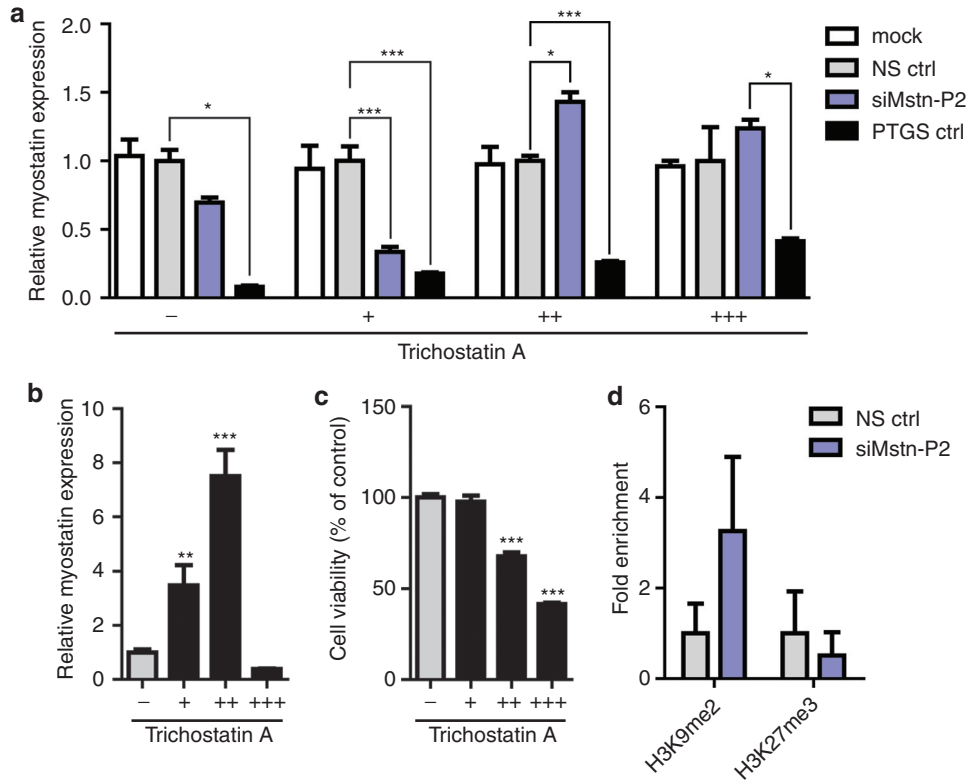 a
Relative myostatin expression
2.0
1.5
1.0
0.5
0.0
*
***
***
***
*
*
mock
NS ctrl
siMstn-P2
PTGS ctrl
– + ++ +++
Trichostatin A
b
Relative myostatin expression
10
8
6
4
2
0
**
***
– + ++ +++
Trichostatin A
c
Cell viability (% of control)
150
100
50
0
***
***
– + ++ +++
Trichostatin A
d
Fold enrichment
6
4
2
0
NS ctrl
siMstn-P2
H3K9me2
H3K27me3